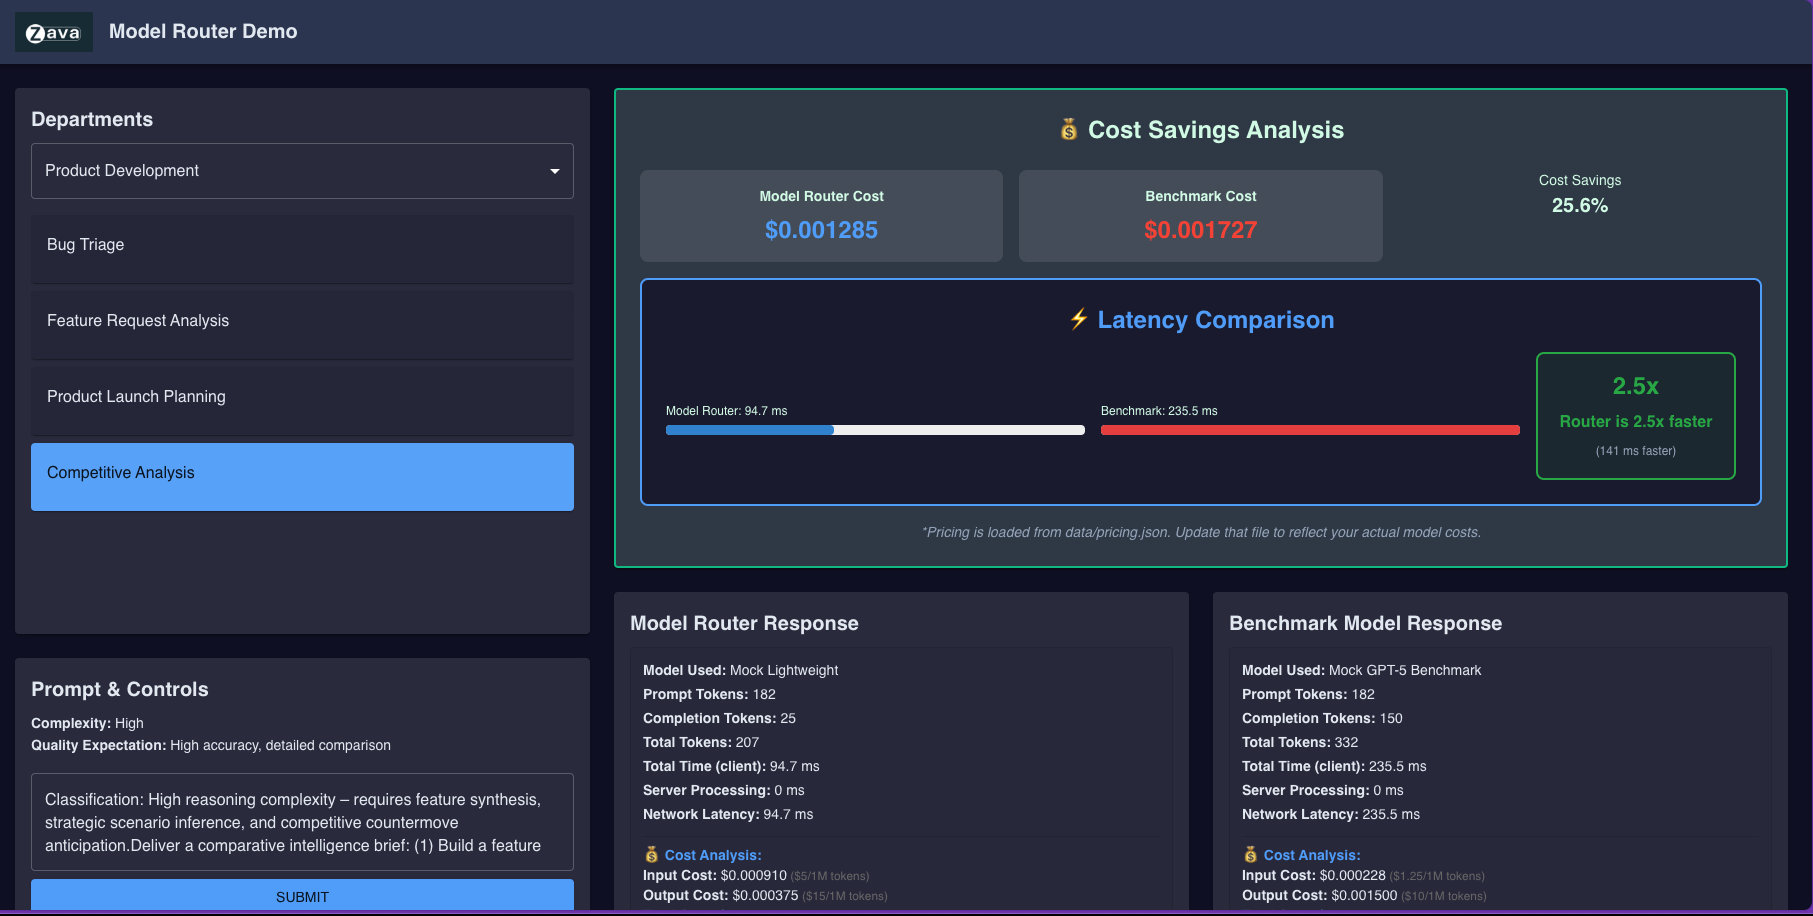 Zava
Model Router Demo
Departments
Product Development
Bug Triage
Feature Request Analysis
Product Launch Planning
Competitive Analysis
Prompt & Controls
Complexity: High
Quality Expectation: High accuracy, detailed comparison
Classification: High reasoning complexity – requires feature synthesis,
strategic scenario inference, and competitive countermove
anticipation.Deliver a comparative intelligence brief: (1) Build a feature
SUBMIT
💰 Cost Savings Analysis
Model Router Cost
$0.001285
Benchmark Cost
$0.001727
Cost Savings
25.6%
⚡ Latency Comparison
Model Router: 94.7 ms
Benchmark: 235.5 ms
2.5x
Router is 2.5x faster
(141 ms faster)
*Pricing is loaded from data/pricing.json. Update that file to reflect your actual model costs.
Model Router Response
Model Used: Mock Lightweight
Prompt Tokens: 182
Completion Tokens: 25
Total Tokens: 207
Total Time (client): 94.7 ms
Server Processing: 0 ms
Network Latency: 94.7 ms
💰 Cost Analysis:
Input Cost: $0.000910 ($5/1M tokens)
Output Cost: $0.000375 ($15/1M tokens)
Benchmark Model Response
Model Used: Mock GPT-5 Benchmark
Prompt Tokens: 182
Completion Tokens: 150
Total Tokens: 332
Total Time (client): 235.5 ms
Server Processing: 0 ms
Network Latency: 235.5 ms
💰 Cost Analysis:
Input Cost: $0.000228 ($1.25/1M tokens)
Output Cost: $0.001500 ($10/1M tokens)